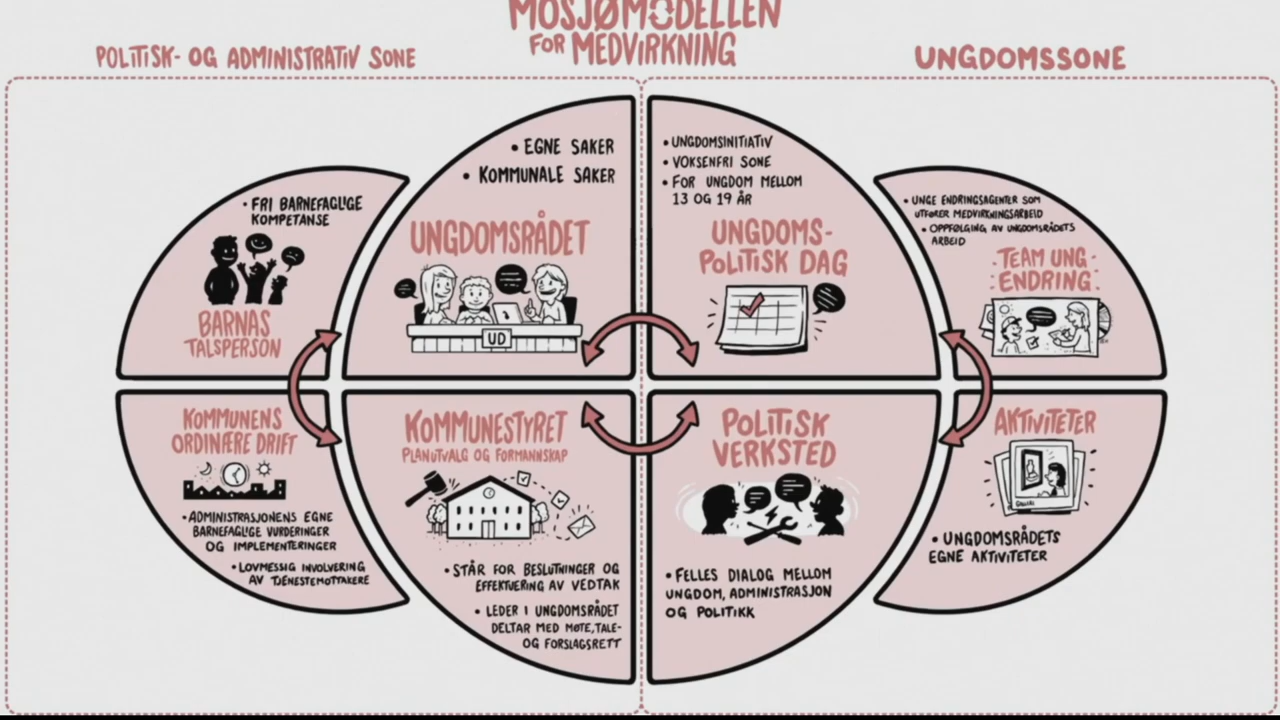 MOSJØMODELLEN
FOR MEDVIRKNING
POLITISK- OG ADMINISTRATIV SONE
UNGDOMSSONE
• FRI BARNEFAGLIGE
KOMPETANSE
BARNAS
TALSPERSON
• EGNE SAKER
• KOMMUNALE SAKER
UNGDOMSRÅDET
UD
• UNGDOMSINITIATIV
• VOKSENFRI SONE
• FOR UNGDOM MELLOM
13 OG 19 ÅR
UNGDOMS-
POLITISK DAG
• UNGE ENDRINGSAGENTER SOM
UTFØRER MEDVIRKNINGSARBEID
• OPPFØLGING AV UNGDOMSRÅDETS
ARBEID
TEAM UNG
ENDRING
KOMMUNENS
ORDINÆRE DRIFT
• ADMINISTRASJONENS EGNE
BARNEFAGLIGE VURDERINGER
OG IMPLEMENTERINGER
• LOVMESSIG INVOLVERING
AV TJENESTEMOTTAKERE
KOMMUNESTYRET
PLANUTVALG OG FORMANNSKAP
• STÅR FOR BESLUTNINGER OG
EFFEKTUERING AV VEDTAK
• LEDER I UNGDOMSRÅDET
DELTAR MED MØTE, TALE-
OG FORSLAGSRETT
POLITISK
VERKSTED
• FELLES DIALOG MELLOM
UNGDOM, ADMINISTRASJON
OG POLITIKK
AKTIVITETER
• UNGDOMSRÅDETS
EGNE AKTIVITETER